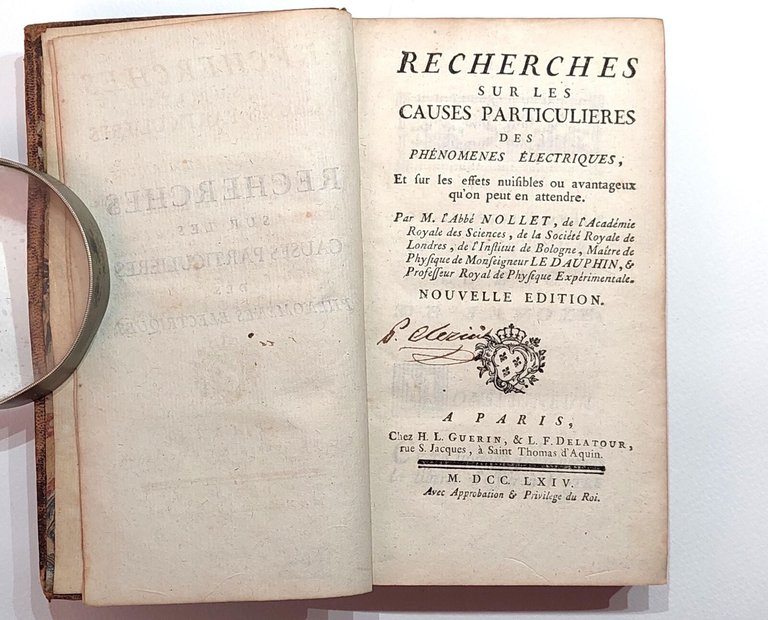 RECHERCHES
SUR LES
CAUSES PARTICULIERES
DES
PHÉNOMENES ÉLECTRIQUES,
Et ſur les effets nuiſibles ou avantageux
qu'on peut en attendre.
Par M. l'Abbé NOLLET, de l'Académie
Royale des Sciences, de la Société Royale de
Londres, de l'Inſtitut de Bologne, Maître de
Phyſique de Monſeigneur LE DAUPHIN, &
Profeſſeur Royal de Phyſique Expérimentale.
NOUVELLE EDITION.
A PARIS,
Chez H. L. GUERIN, & L. F. DELATOUR,
rue S. Jacques, à Saint Thomas d'Aquin.
M. DCC. LXIV.
Avec Approbation & Privilege du Roi.